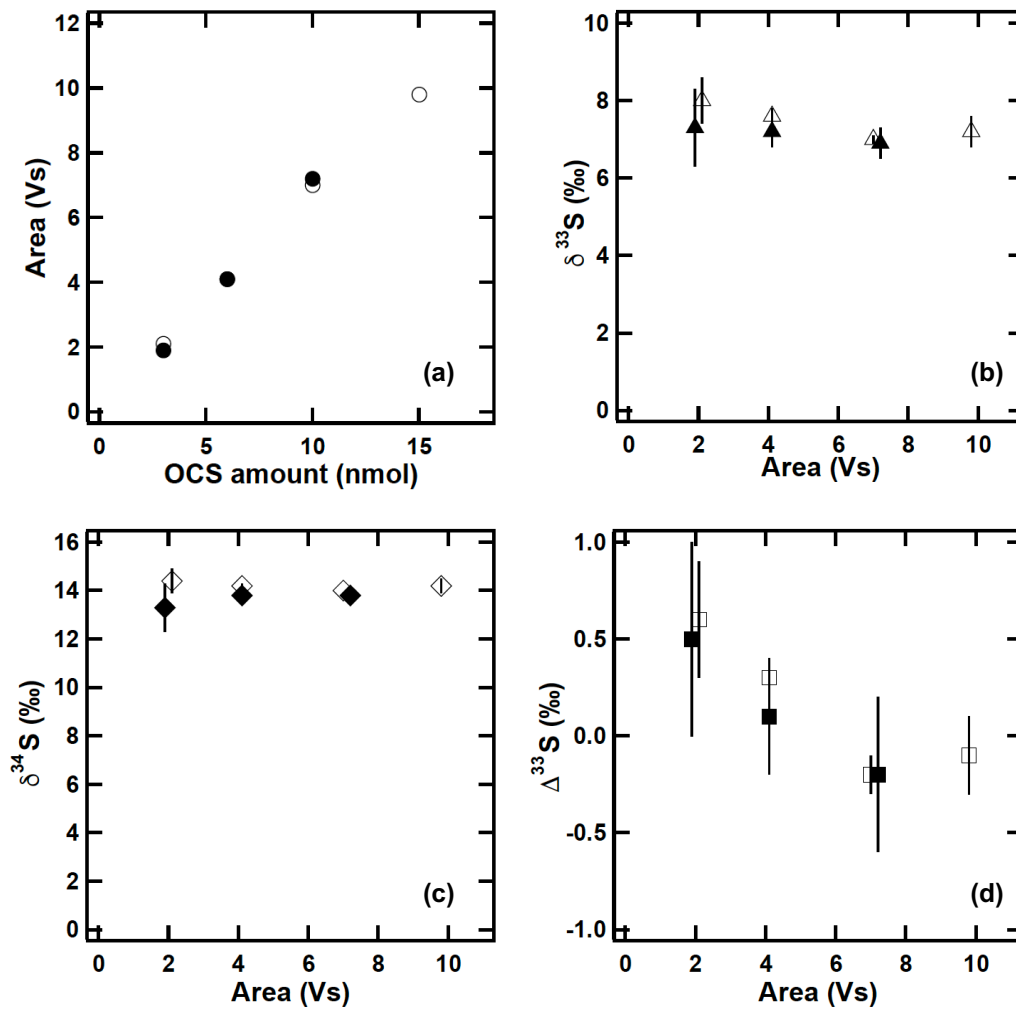 12
10
8
6
4
2
0
Area (Vs)
(a)
0 5 10 15
OCS amount (nmol)
10
8
6
4
2
0
δ ³³S (‰)
(b)
0 2 4 6 8 10
Area (Vs)
16
14
12
10
8
6
4
2
0
δ³⁴S (‰)
(c)
0 2 4 6 8 10
Area (Vs)
1.0
0.5
0.0
-0.5
-1.0
Δ ³³S (‰)
(d)
0 2 4 6 8 10
Area (Vs)